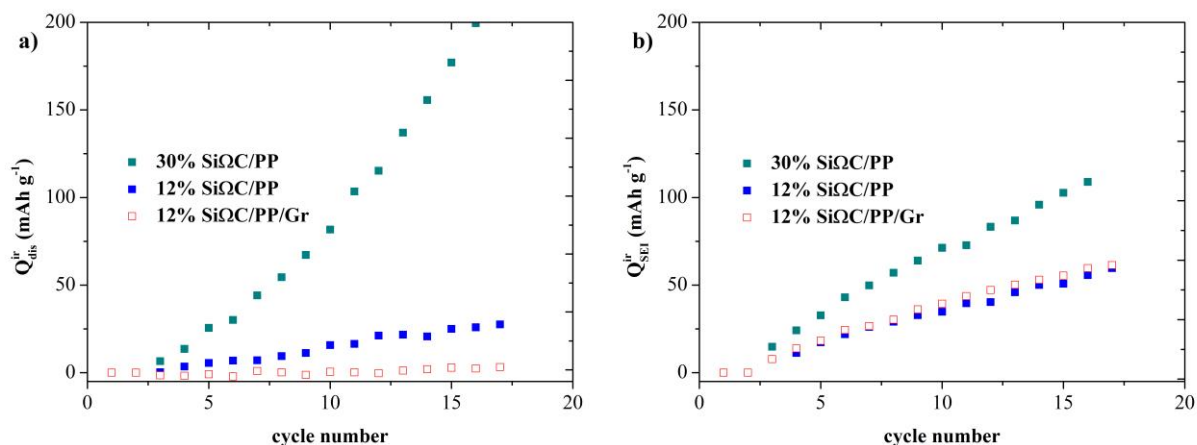 a)
200
150
100
50
0
Q^ir_dis (mAh g^-1)
30% SiΩC/PP
12% SiΩC/PP
12% SiΩC/PP/Gr
0 5 10 15 20
cycle number
b)
200
150
100
50
0
Q^ir_SEI (mAh g^-1)
30% SiΩC/PP
12% SiΩC/PP
12% SiΩC/PP/Gr
0 5 10 15 20
cycle number